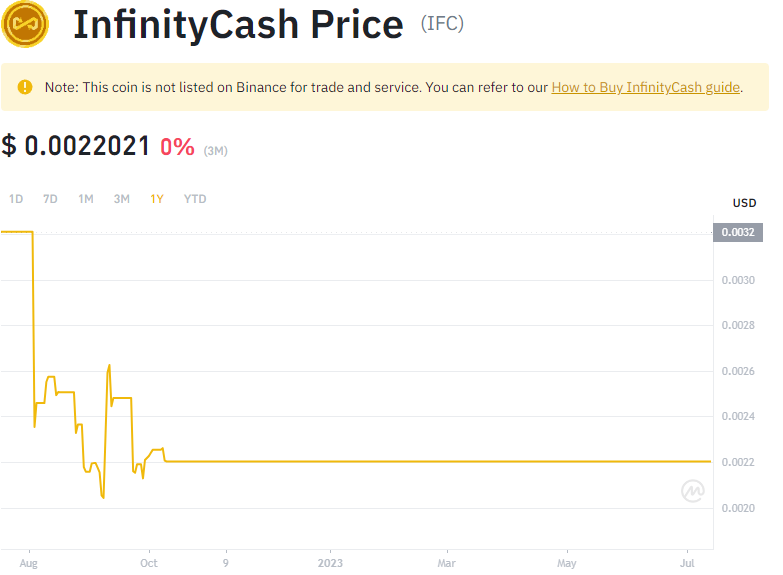 InfinityCash Price (IFC)
Note: This coin is not listed on Binance for trade and service. You can refer to our How to Buy InfinityCash guide.
$ 0.0022021 0% (3M)
1D 7D 1M 3M 1Y YTD
USD
0.0032
0.0030
0.0028
0.0026
0.0024
0.0022
0.0020
Aug Oct 9 2023 Mar May Jul